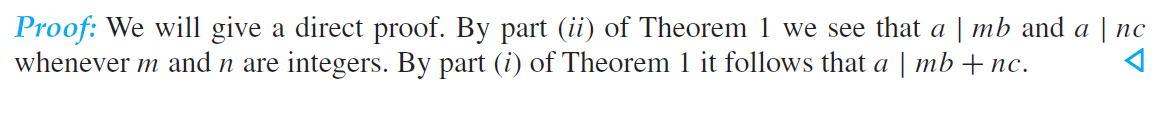 Proof: We will give a direct proof. By part (ii) of Theorem 1 we see that a | mb and a | nc
whenever m and n are integers. By part (i) of Theorem 1 it follows that a | mb + nc. ◁